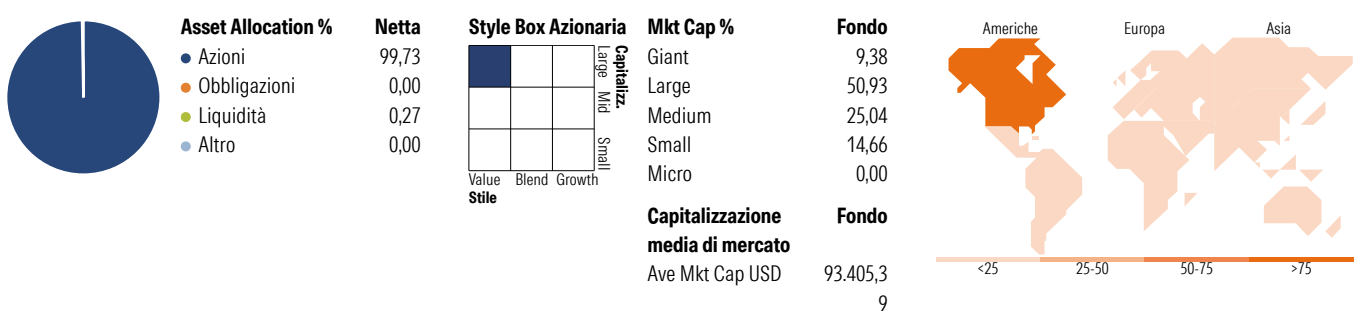 Asset Allocation % Netta
Azioni 99,73
Obbligazioni 0,00
Liquidità 0,27
Altro 0,00
Style Box Azionaria
Capitalizz.
Large
Mid
Small
Value Blend Growth
Stile
Mkt Cap % Fondo
Giant 9,38
Large 50,93
Medium 25,04
Small 14,66
Micro 0,00
Capitalizzazione Fondo
media di mercato
Ave Mkt Cap USD 93.405,3
9
Americhe Europa Asia
<25 25-50 50-75 >75